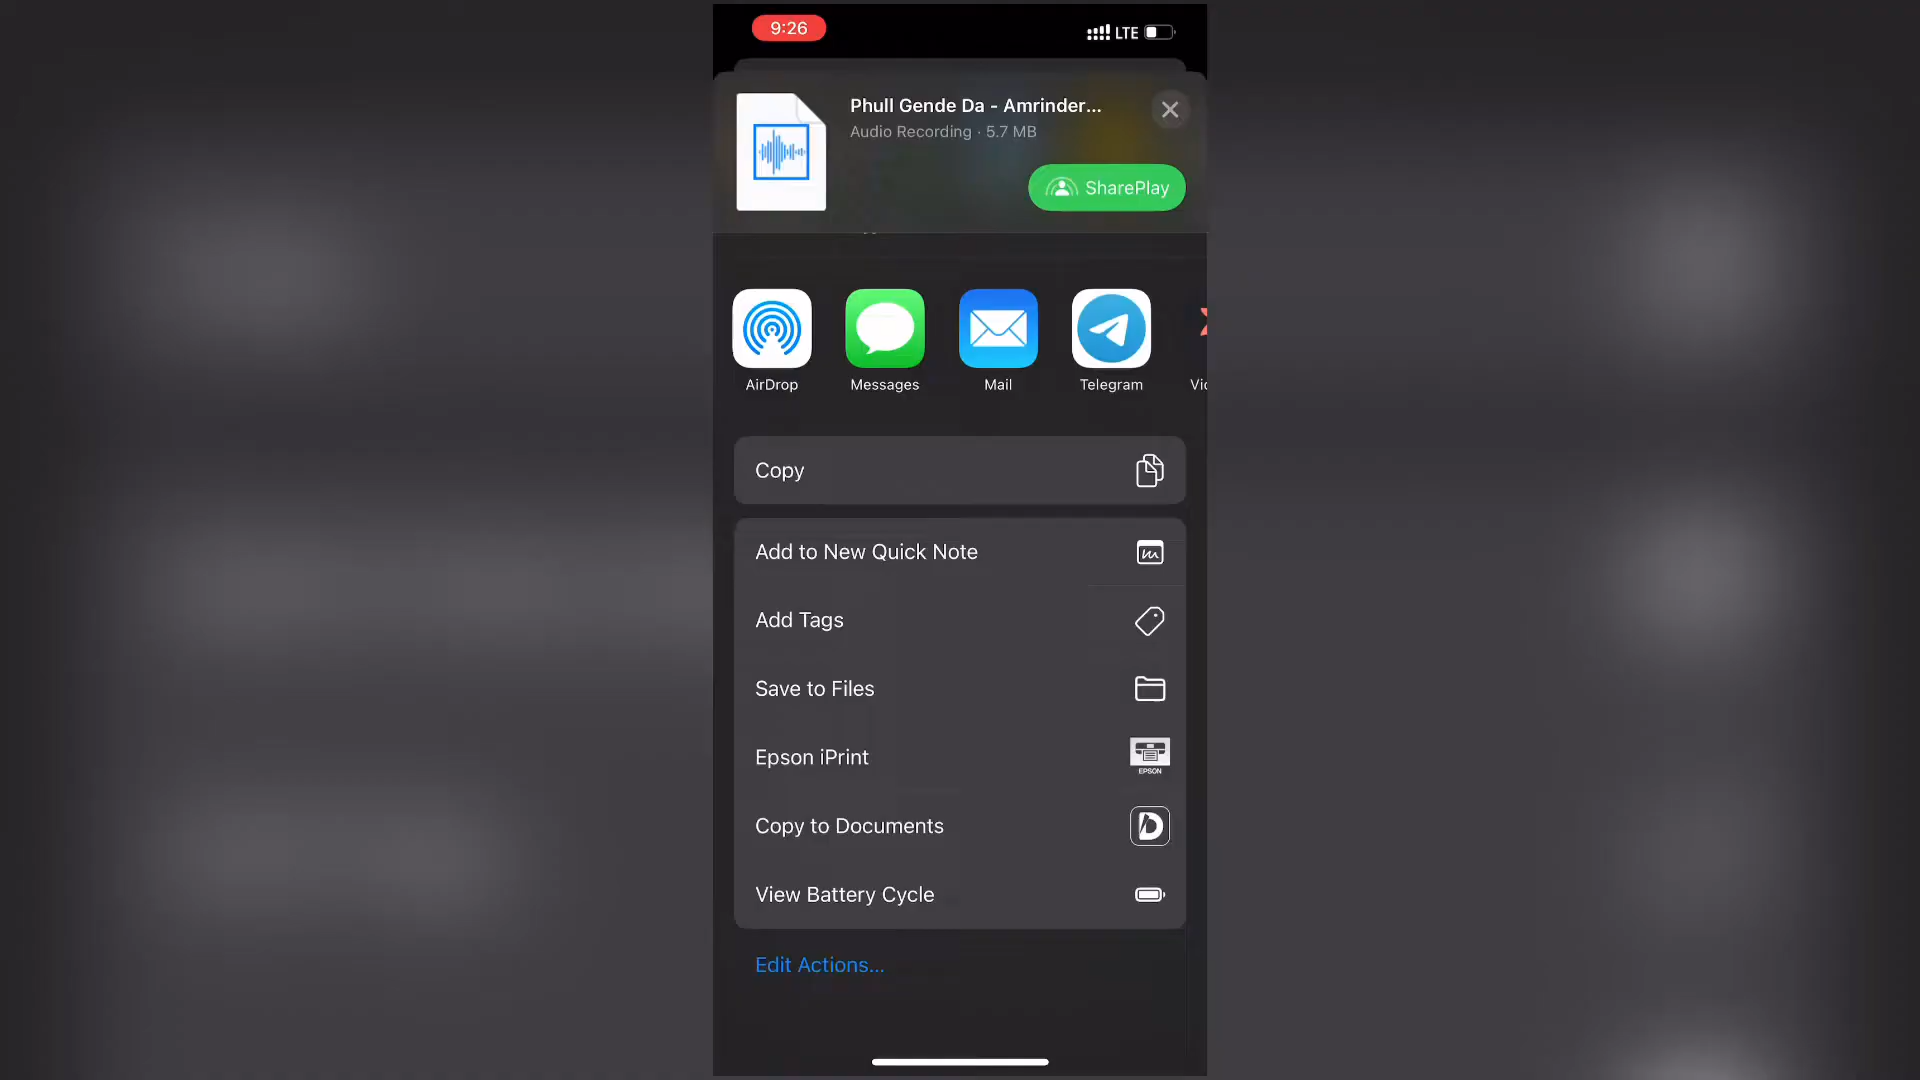 9:26
LTE
Phull Gende Da - Amrinder...
Audio Recording · 5.7 MB
SharePlay
AirDrop
Messages
Mail
Telegram
Copy
Add to New Quick Note
Add Tags
Save to Files
Epson iPrint
EPSON
Copy to Documents
View Battery Cycle
Edit Actions...